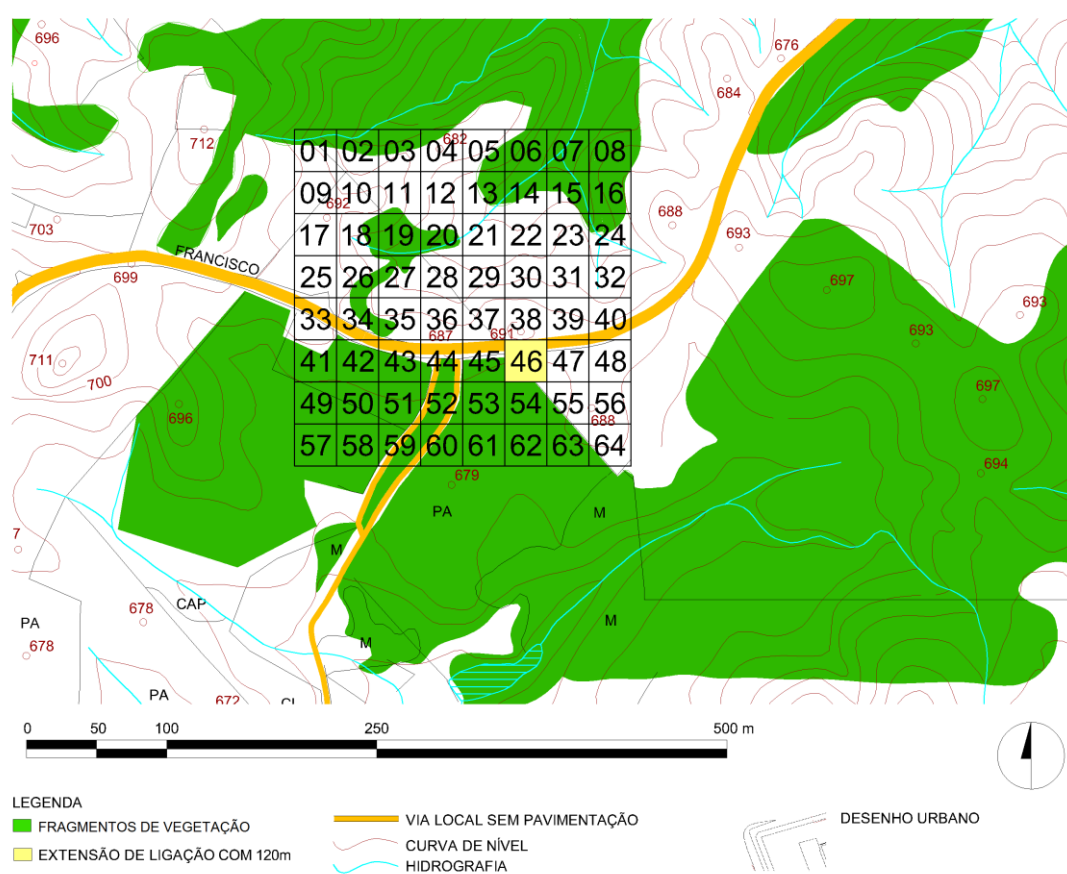 696
676
684
712
682
01 02 03 04 05 06 07 08
09 10 11 12 13 14 15 16
692
688
703
693
17 18 19 20 21 22 23 24
FRANCISCO
699
25 26 27 28 29 30 31 32
697
693
33 34 35 36 37 38 39 40
687
691
693
711
700
41 42 43 44 45 46 47 48
697
696
49 50 51 52 53 54 55 56
688
57 58 59 60 61 62 63 64
679
694
PA
M
7
M
CAP
678
PA
M
678
M
PA
672
CL
0 50 100 250 500 m
LEGENDA
FRAGMENTOS DE VEGETAÇÃO
EXTENSÃO DE LIGAÇÃO COM 120m
VIA LOCAL SEM PAVIMENTAÇÃO
CURVA DE NÍVEL
HIDROGRAFIA
DESENHO URBANO